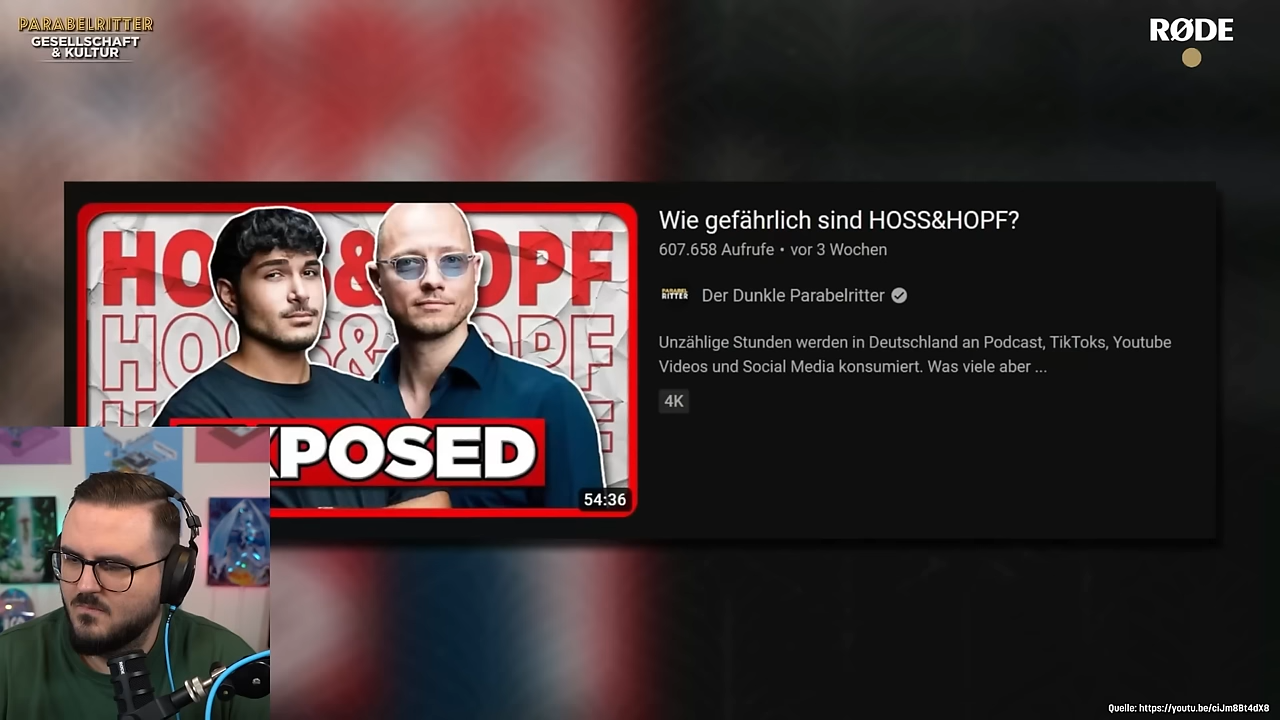 PARABELRITTER
GESELLSCHAFT
& KULTUR
RØDE
HOSS&HOPF
HOSS&HOPF
XPOSED
54:36
Wie gefährlich sind HOSS&HOPF?
607.658 Aufrufe • vor 3 Wochen
PARABEL
RITTER
Der Dunkle Parabelritter
Unzählige Stunden werden in Deutschland an Podcast, TikToks, Youtube
Videos und Social Media konsumiert. Was viele aber ...
4K
Quelle: https://youtu.be/ciJm8Bt4dX8